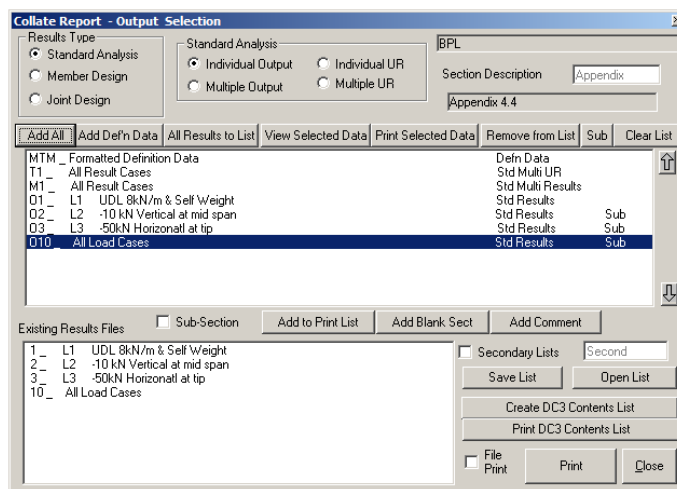 Collate Report - Output Selection
Results Type
Standard Analysis
Member Design
Joint Design
Standard Analysis
Individual Output
Individual UR
Multiple Output
Multiple UR
BPL
Section Description
Appendix
Appendix 4.4
Add All
Add Def'n Data
All Results to List
View Selected Data
Print Selected Data
Remove from List
Sub
Clear List
MTM _ Formatted Definition Data Defn Data
T1 _ All Result Cases Std Multi UR
M1 _ All Result Cases Std Multi Results
O1 _ L1 UDL 8kN/m & Self Weight Std Results
O2 _ L2 -10 kN Vertical at mid span Std Results Sub
O3 _ L3 -50kN Horizonatl at tip Std Results Sub
O10 _ All Load Cases Std Results Sub
Existing Results Files
Sub-Section
Add to Print List
Add Blank Sect
Add Comment
1 _ L1 UDL 8kN/m & Self Weight
2 _ L2 -10 kN Vertical at mid span
3 _ L3 -50kN Horizonatl at tip
10 _ All Load Cases
Secondary Lists
Second
Save List
Open List
Create DC3 Contents List
Print DC3 Contents List
File Print
Print
Close